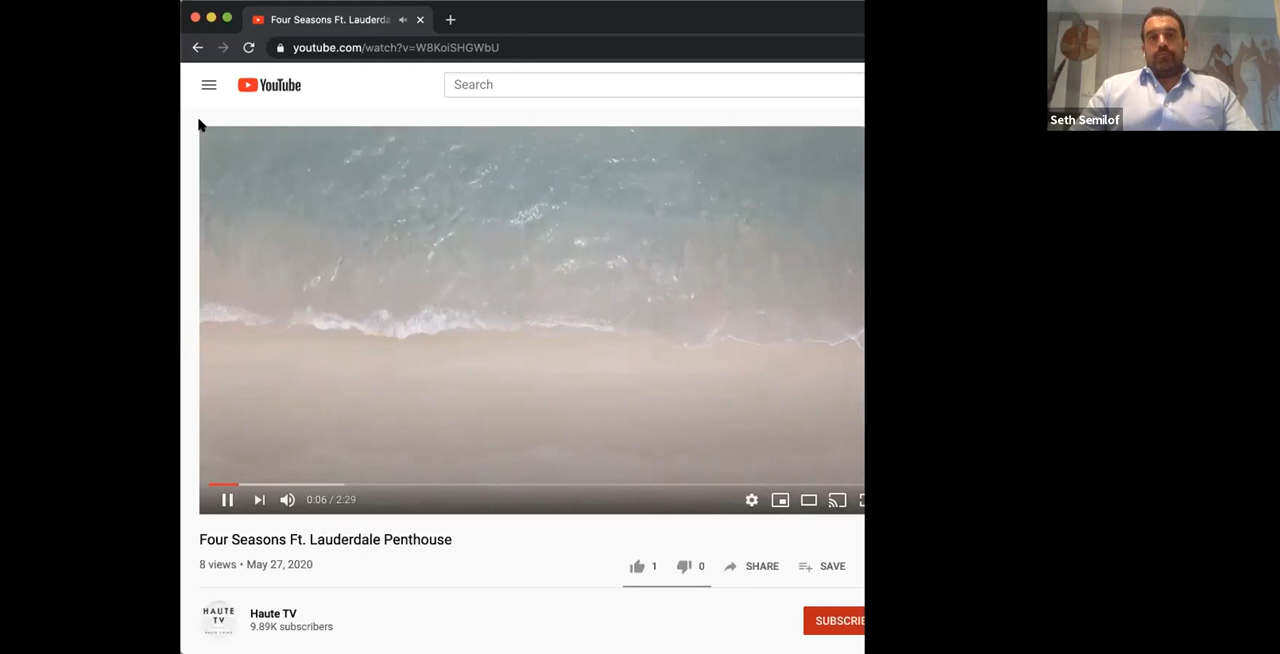 Four Seasons Ft. Lauderda
youtube.com/watch?v=W8KoiSHGWbU
YouTube
Search
Seth Semilof
0:06 / 2:29
Four Seasons Ft. Lauderdale Penthouse
8 views • May 27, 2020
1
0
SHARE
SAVE
HAUTE
TV
Haute TV
9.89K subscribers
SUBSCRIBE